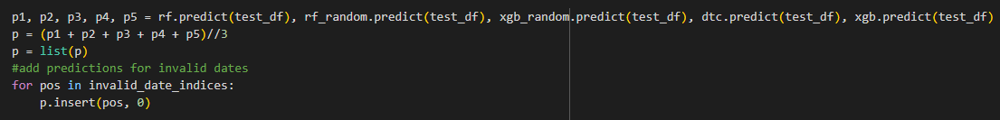 p1, p2, p3, p4, p5 = rf.predict(test_df), rf_random.predict(test_df), xgb_random.predict(test_df), dtc.predict(test_df), xgb.predict(test_df)
p = (p1 + p2 + p3 + p4 + p5)//3
p = list(p)
#add predictions for invalid dates
for pos in invalid_date_indices:
    p.insert(pos, 0)